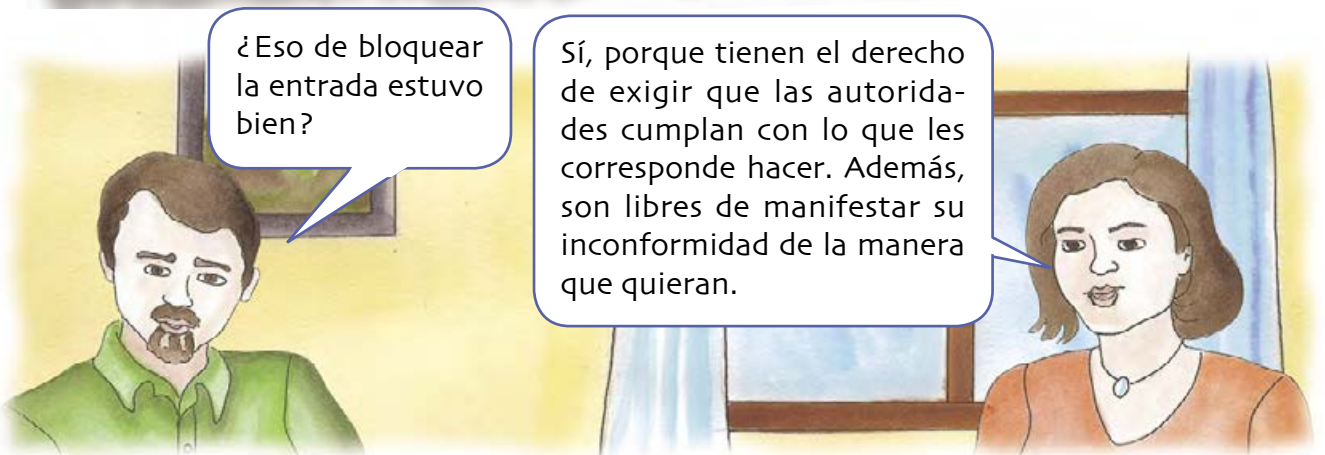 ¿Eso de bloquear
la entrada estuvo
bien?
Sí, porque tienen el derecho
de exigir que las autorida-
des cumplan con lo que les
corresponde hacer. Además,
son libres de manifestar su
inconformidad de la manera
que quieran.